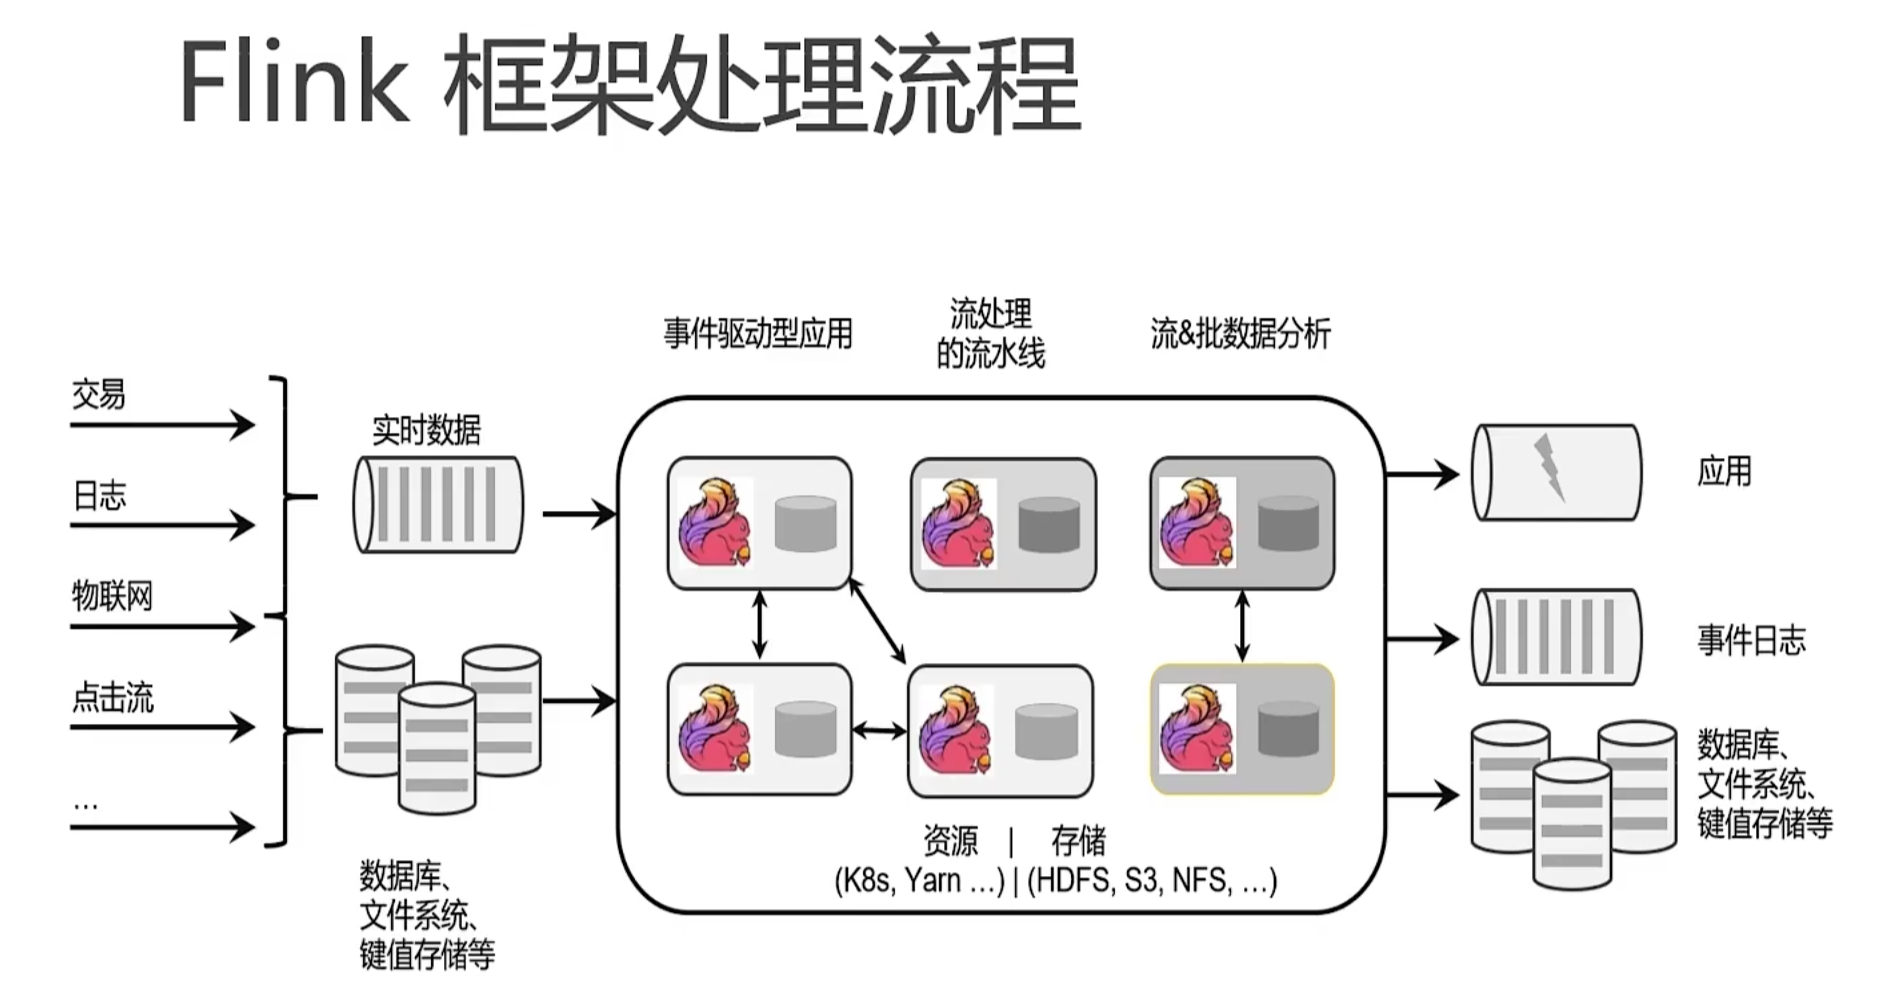 Flink 框架处理流程
事件驱动型应用
流处理
的流水线
流&批数据分析
交易
日志
物联网
点击流
...
实时数据
数据库、
文件系统、
键值存储等
资源 | 存储
(K8s, Yarn ...) | (HDFS, S3, NFS, ...)
应用
事件日志
数据库、
文件系统、
键值存储等